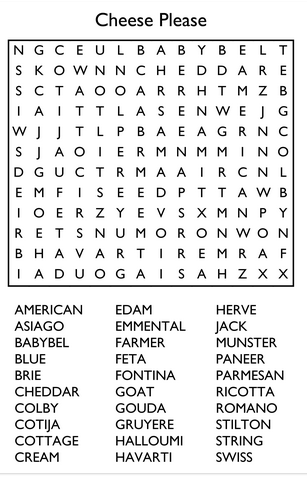 Cheese Please
N G C E U L B A B Y B E L T
S K O W N N C H E D D A R E
S C T A O O A R R H T M Z B
I A I T T L A S E N W E J G
W J J T L P B A E A G R N C
S J A O I E R M N M M I N O
D G U C T R M A A I R C N L
E M F I S E E D P T T A W B
I O E R Z Y E V S X M N P Y
R E T S N U M O R O N W O N
B H A V A R T I R E M R A F
I A D U O G A I S A H Z X X
AMERICAN
ASIAGO
BABYBEL
BLUE
BRIE
CHEDDAR
COLBY
COTIJA
COTTAGE
CREAM
EDAM
EMMENTAL
FARMER
FETA
FONTINA
GOAT
GOUDA
GRUYERE
HALLOUMI
HAVARTI
HERVE
JACK
MUNSTER
PANEER
PARMESAN
RICOTTA
ROMANO
STILTON
STRING
SWISS